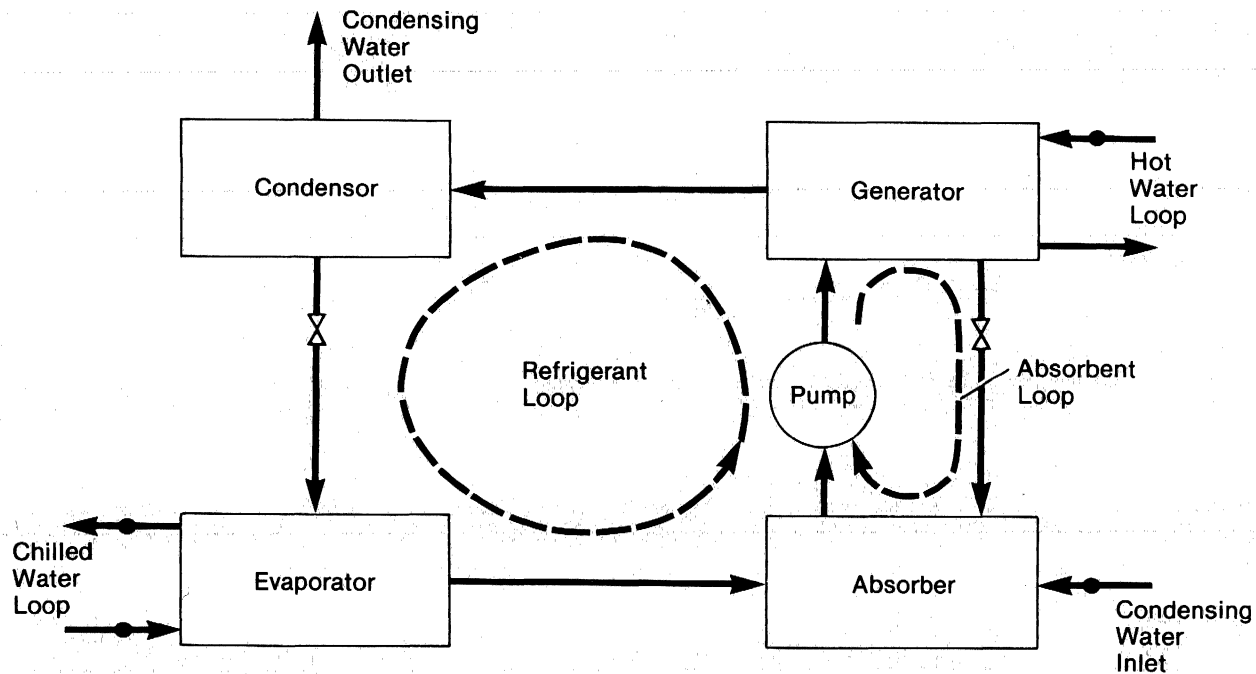 Condensing
Water
Outlet
Condensor
Generator
Hot
Water
Loop
Refrigerant
Loop
Pump
Absorbent
Loop
Chilled
Water
Loop
Evaporator
Absorber
Condensing
Water
Inlet